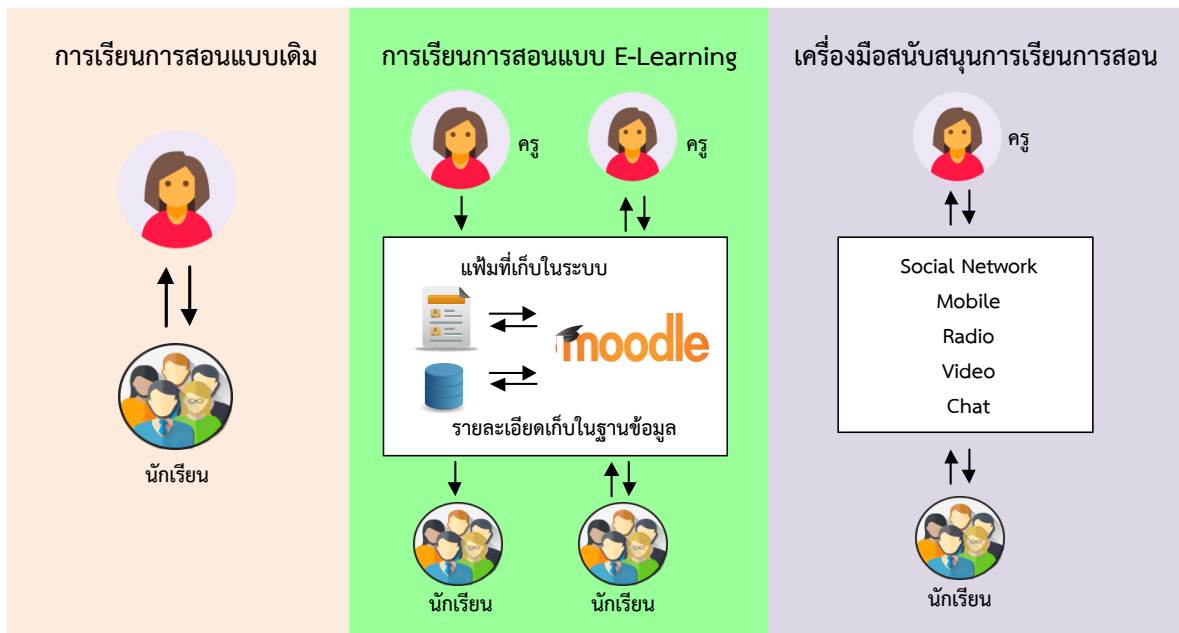 การเรียนการสอนแบบเดิม
นักเรียน
การเรียนการสอนแบบ E-Learning
ครู
ครู
แฟ้มที่เก็บในระบบ
moodle
รายละเอียดเก็บในฐานข้อมูล
นักเรียน
นักเรียน
เครื่องมือสนับสนุนการเรียนการสอน
ครู
Social Network
Mobile
Radio
Video
Chat
นักเรียน